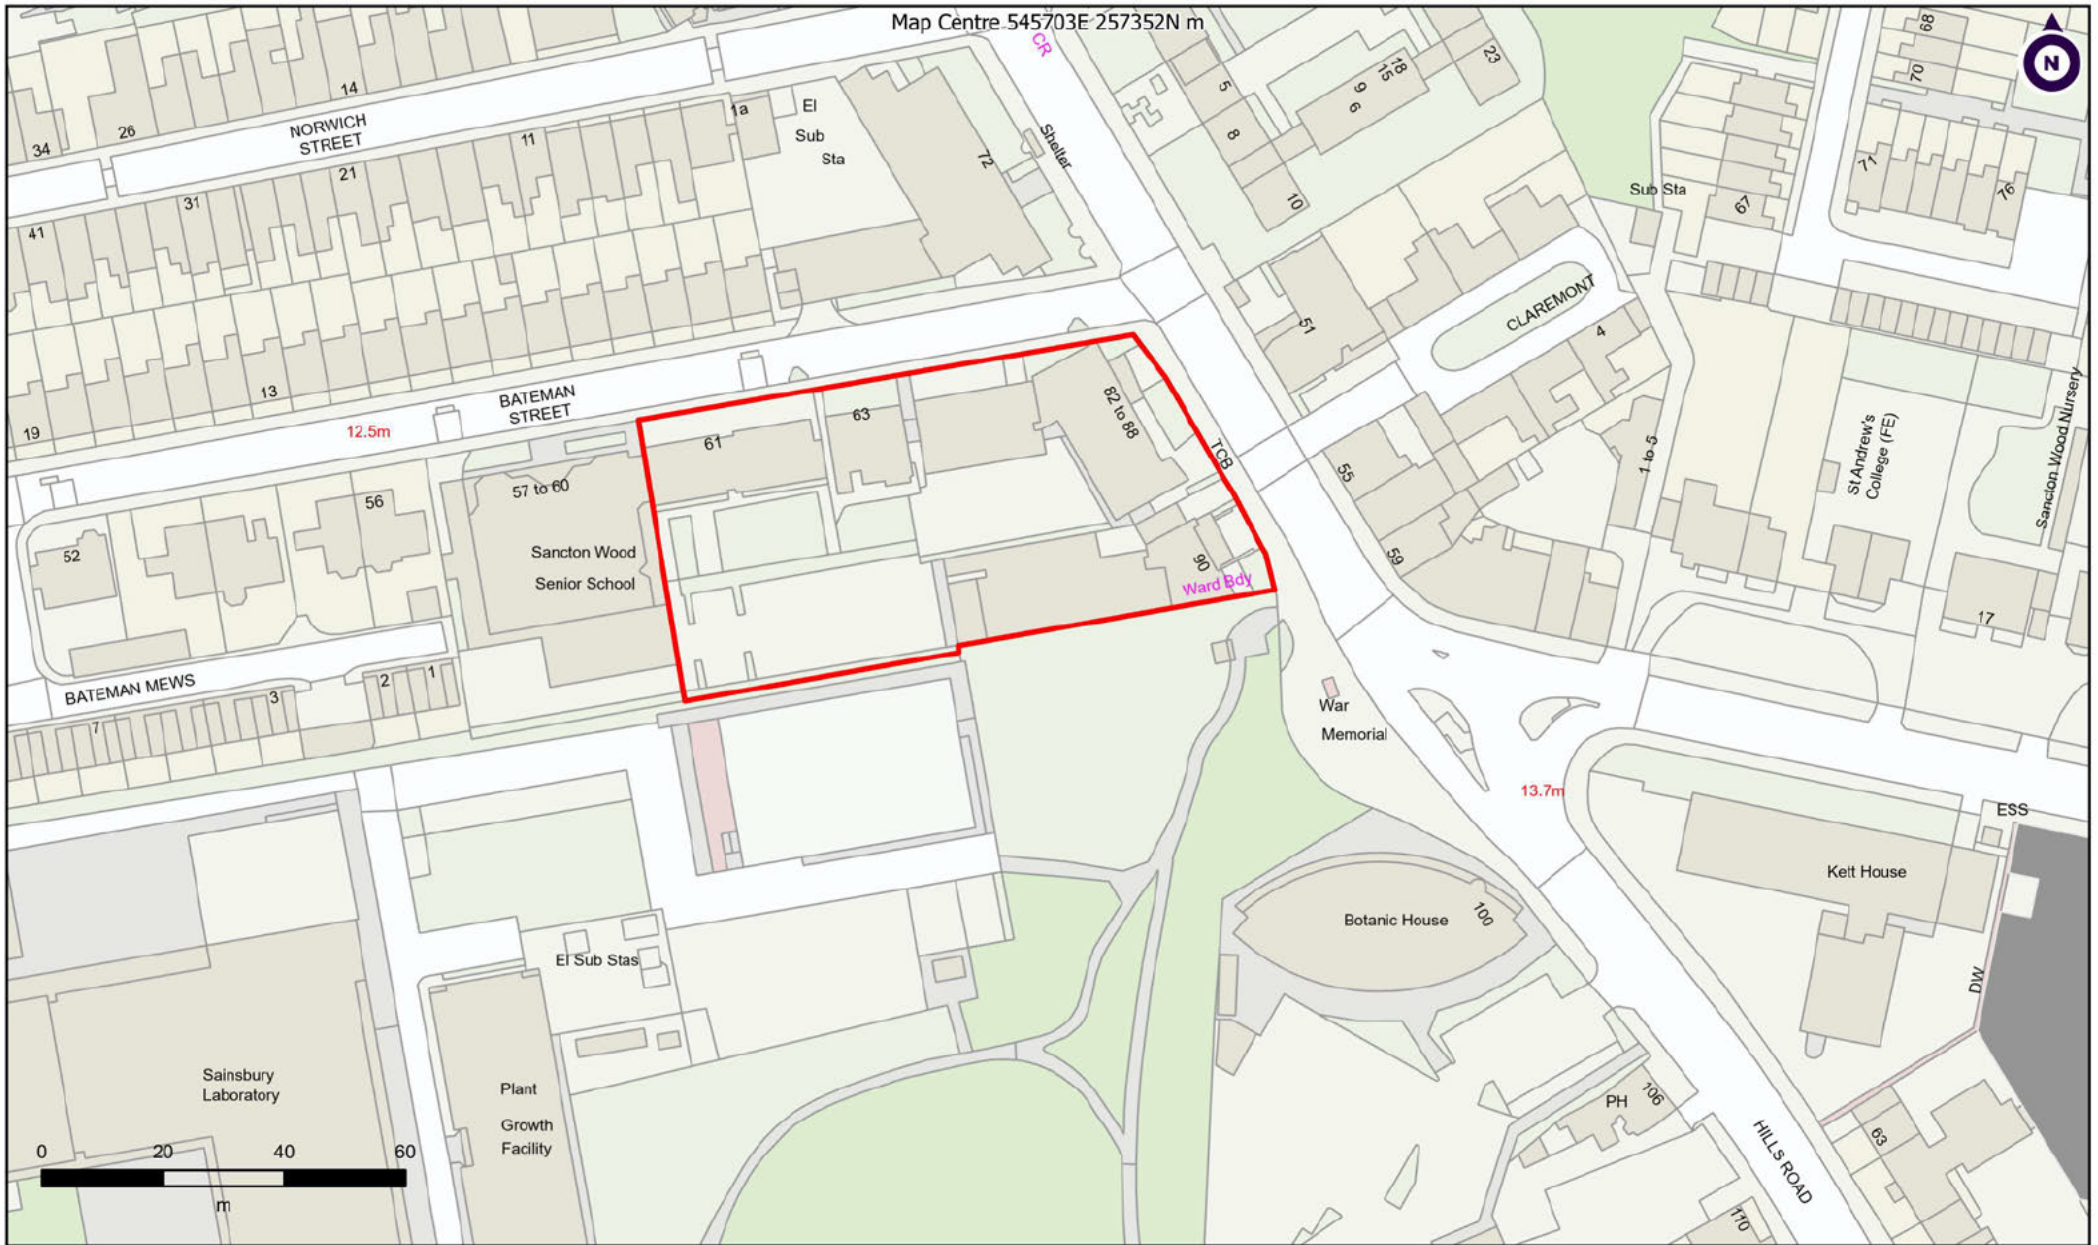 Map Centre 545703E 257352N m
CR
N
68
70
23
18
15
9
6
5
8
10
14
26
34
NORWICH
STREET
1a
El
Sub
Sta
72
Shelter
11
21
31
41
Sub Sta
67
71
76
51
CLAREMONT
4
13
19
BATEMAN
STREET
12.5m
82 to 88
63
61
TCB
55
59
1 to 5
St Andrew's
College (FE)
Sancton Wood Nursery
57 to 60
56
52
Sancton Wood
Senior School
90
Ward Bdy
17
BATEMAN MEWS
1
2
3
7
War
Memorial
13.7m
ESS
Kett House
Botanic House
100
DW
El Sub Stas
Sainsbury
Laboratory
Plant
Growth
Facility
PH
106
63
HILLS ROAD
110
0
20
40
60
m